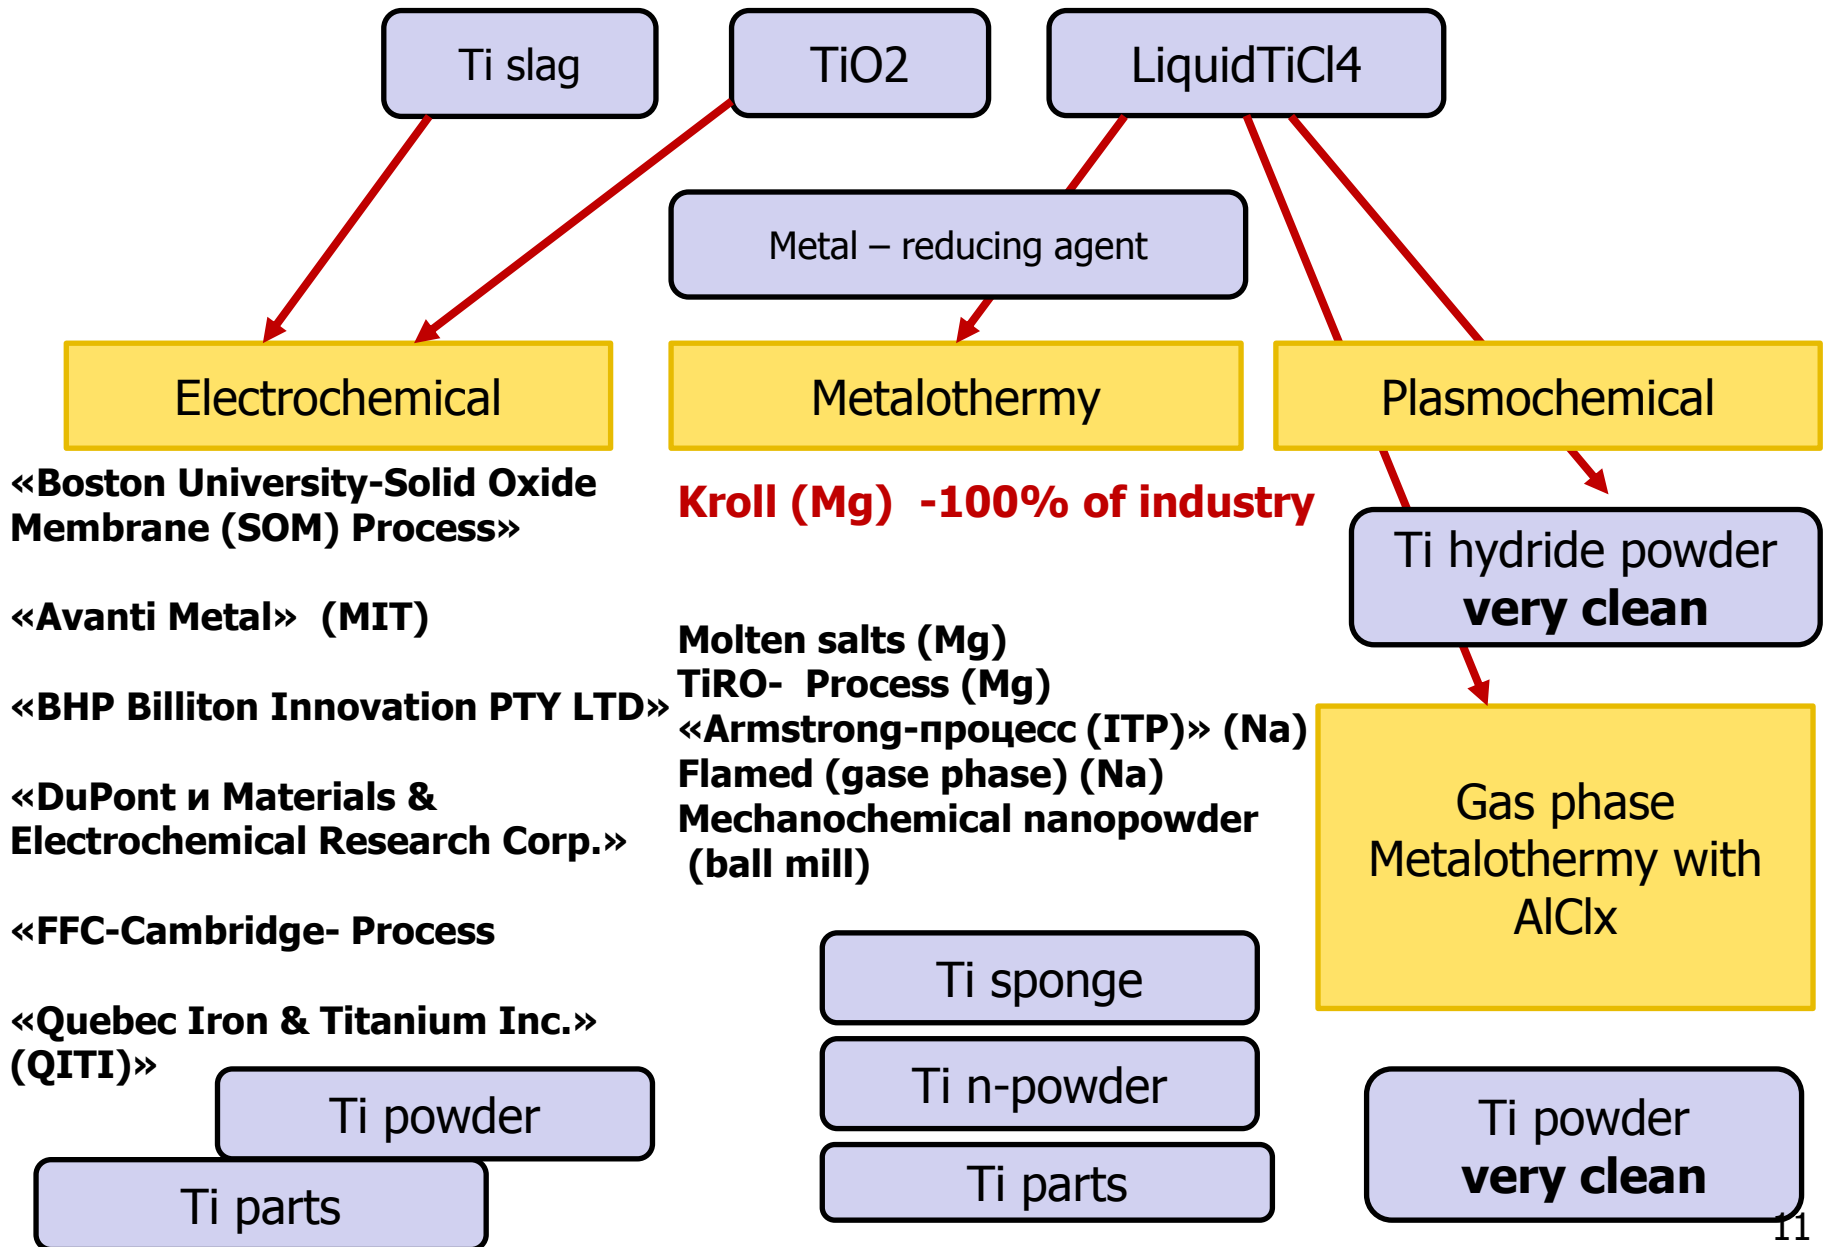 Ti slag
TiO2
LiquidTiCl4
Metal – reducing agent
Electrochemical
Metalothermy
Plasmochemical
«Boston University-Solid Oxide
Membrane (SOM) Process»
«Avanti Metal»  (MIT)
«BHP Billiton Innovation PTY LTD»
«DuPont и Materials &
Electrochemical Research Corp.»
«FFC-Cambridge- Process
«Quebec Iron & Titanium Inc.»
(QITI)»
Ti powder
Ti parts
Kroll (Mg)  -100% of industry
Molten salts (Mg)
TiRO-  Process (Mg)
«Armstrong-процесс (ITP)» (Na)
Flamed (gase phase) (Na)
Mechanochemical nanopowder
(ball mill)
Ti sponge
Ti n-powder
Ti parts
Ti hydride powder
very clean
Gas phase
Metalothermy with
AlClx
Ti powder
very clean
11